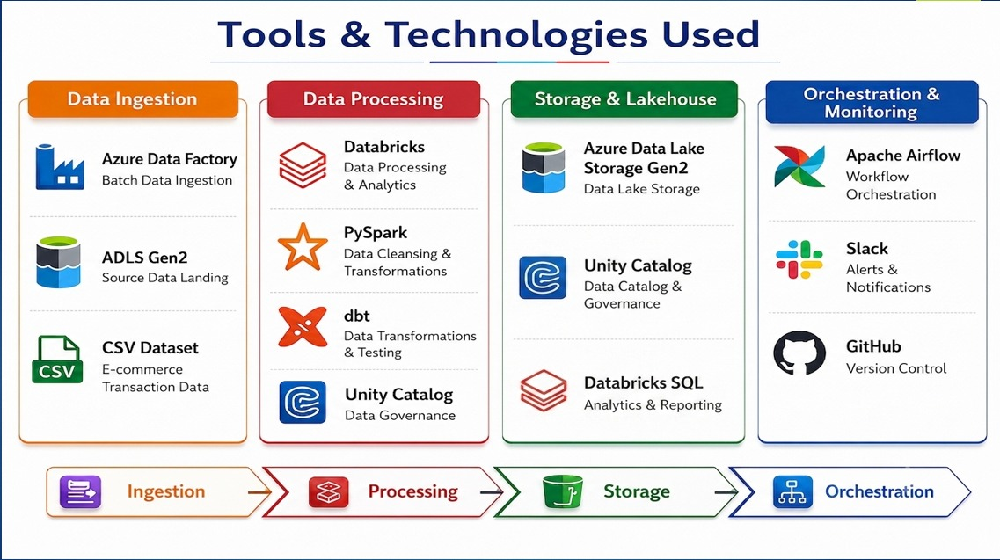 Tools & Technologies Used
Data Ingestion
Azure Data Factory
Batch Data Ingestion
ADLS Gen2
Source Data Landing
CSV
CSV Dataset
E-commerce
Transaction Data
Data Processing
Databricks
Data Processing
& Analytics
PySpark
Data Cleansing &
Transformations
dbt
Data Transformations
& Testing
Unity Catalog
Data Governance
Storage & Lakehouse
Azure Data Lake
Storage Gen2
Data Lake Storage
Unity Catalog
Data Catalog &
Governance
Databricks SQL
Analytics & Reporting
Orchestration &
Monitoring
Apache Airflow
Workflow
Orchestration
Slack
Alerts &
Notifications
GitHub
Version Control
Ingestion
Processing
Storage
Orchestration